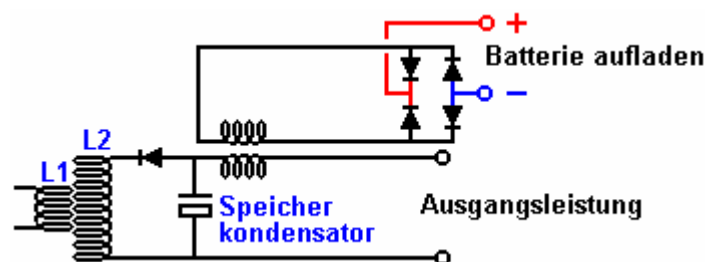 +
Batterie aufladen
−
L2
L1
Speicher
kondensator
Ausgangsleistung